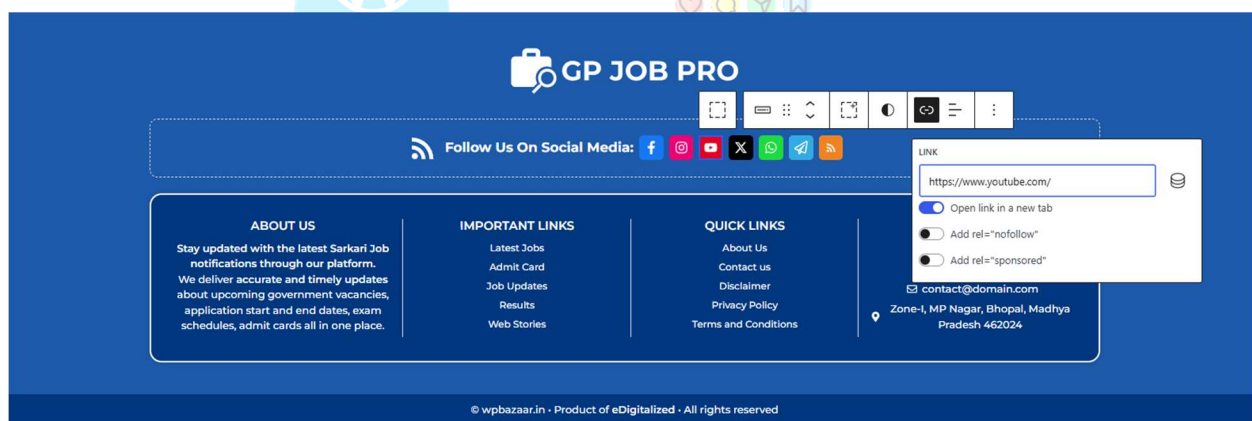 GP JOB PRO
Follow Us On Social Media:
LINK
https://www.youtube.com/
Open link in a new tab
Add rel="nofollow"
Add rel="sponsored"
ABOUT US
Stay updated with the latest Sarkari Job
notifications through our platform.
We deliver accurate and timely updates
about upcoming government vacancies,
application start and end dates, exam
schedules, admit cards all in one place.
IMPORTANT LINKS
Latest Jobs
Admit Card
Job Updates
Results
Web Stories
QUICK LINKS
About Us
Contact us
Disclaimer
Privacy Policy
Terms and Conditions
contact@domain.com
Zone-I, MP Nagar, Bhopal, Madhya
Pradesh 462024
© wpbazaar.in • Product of eDigitalized • All rights reserved